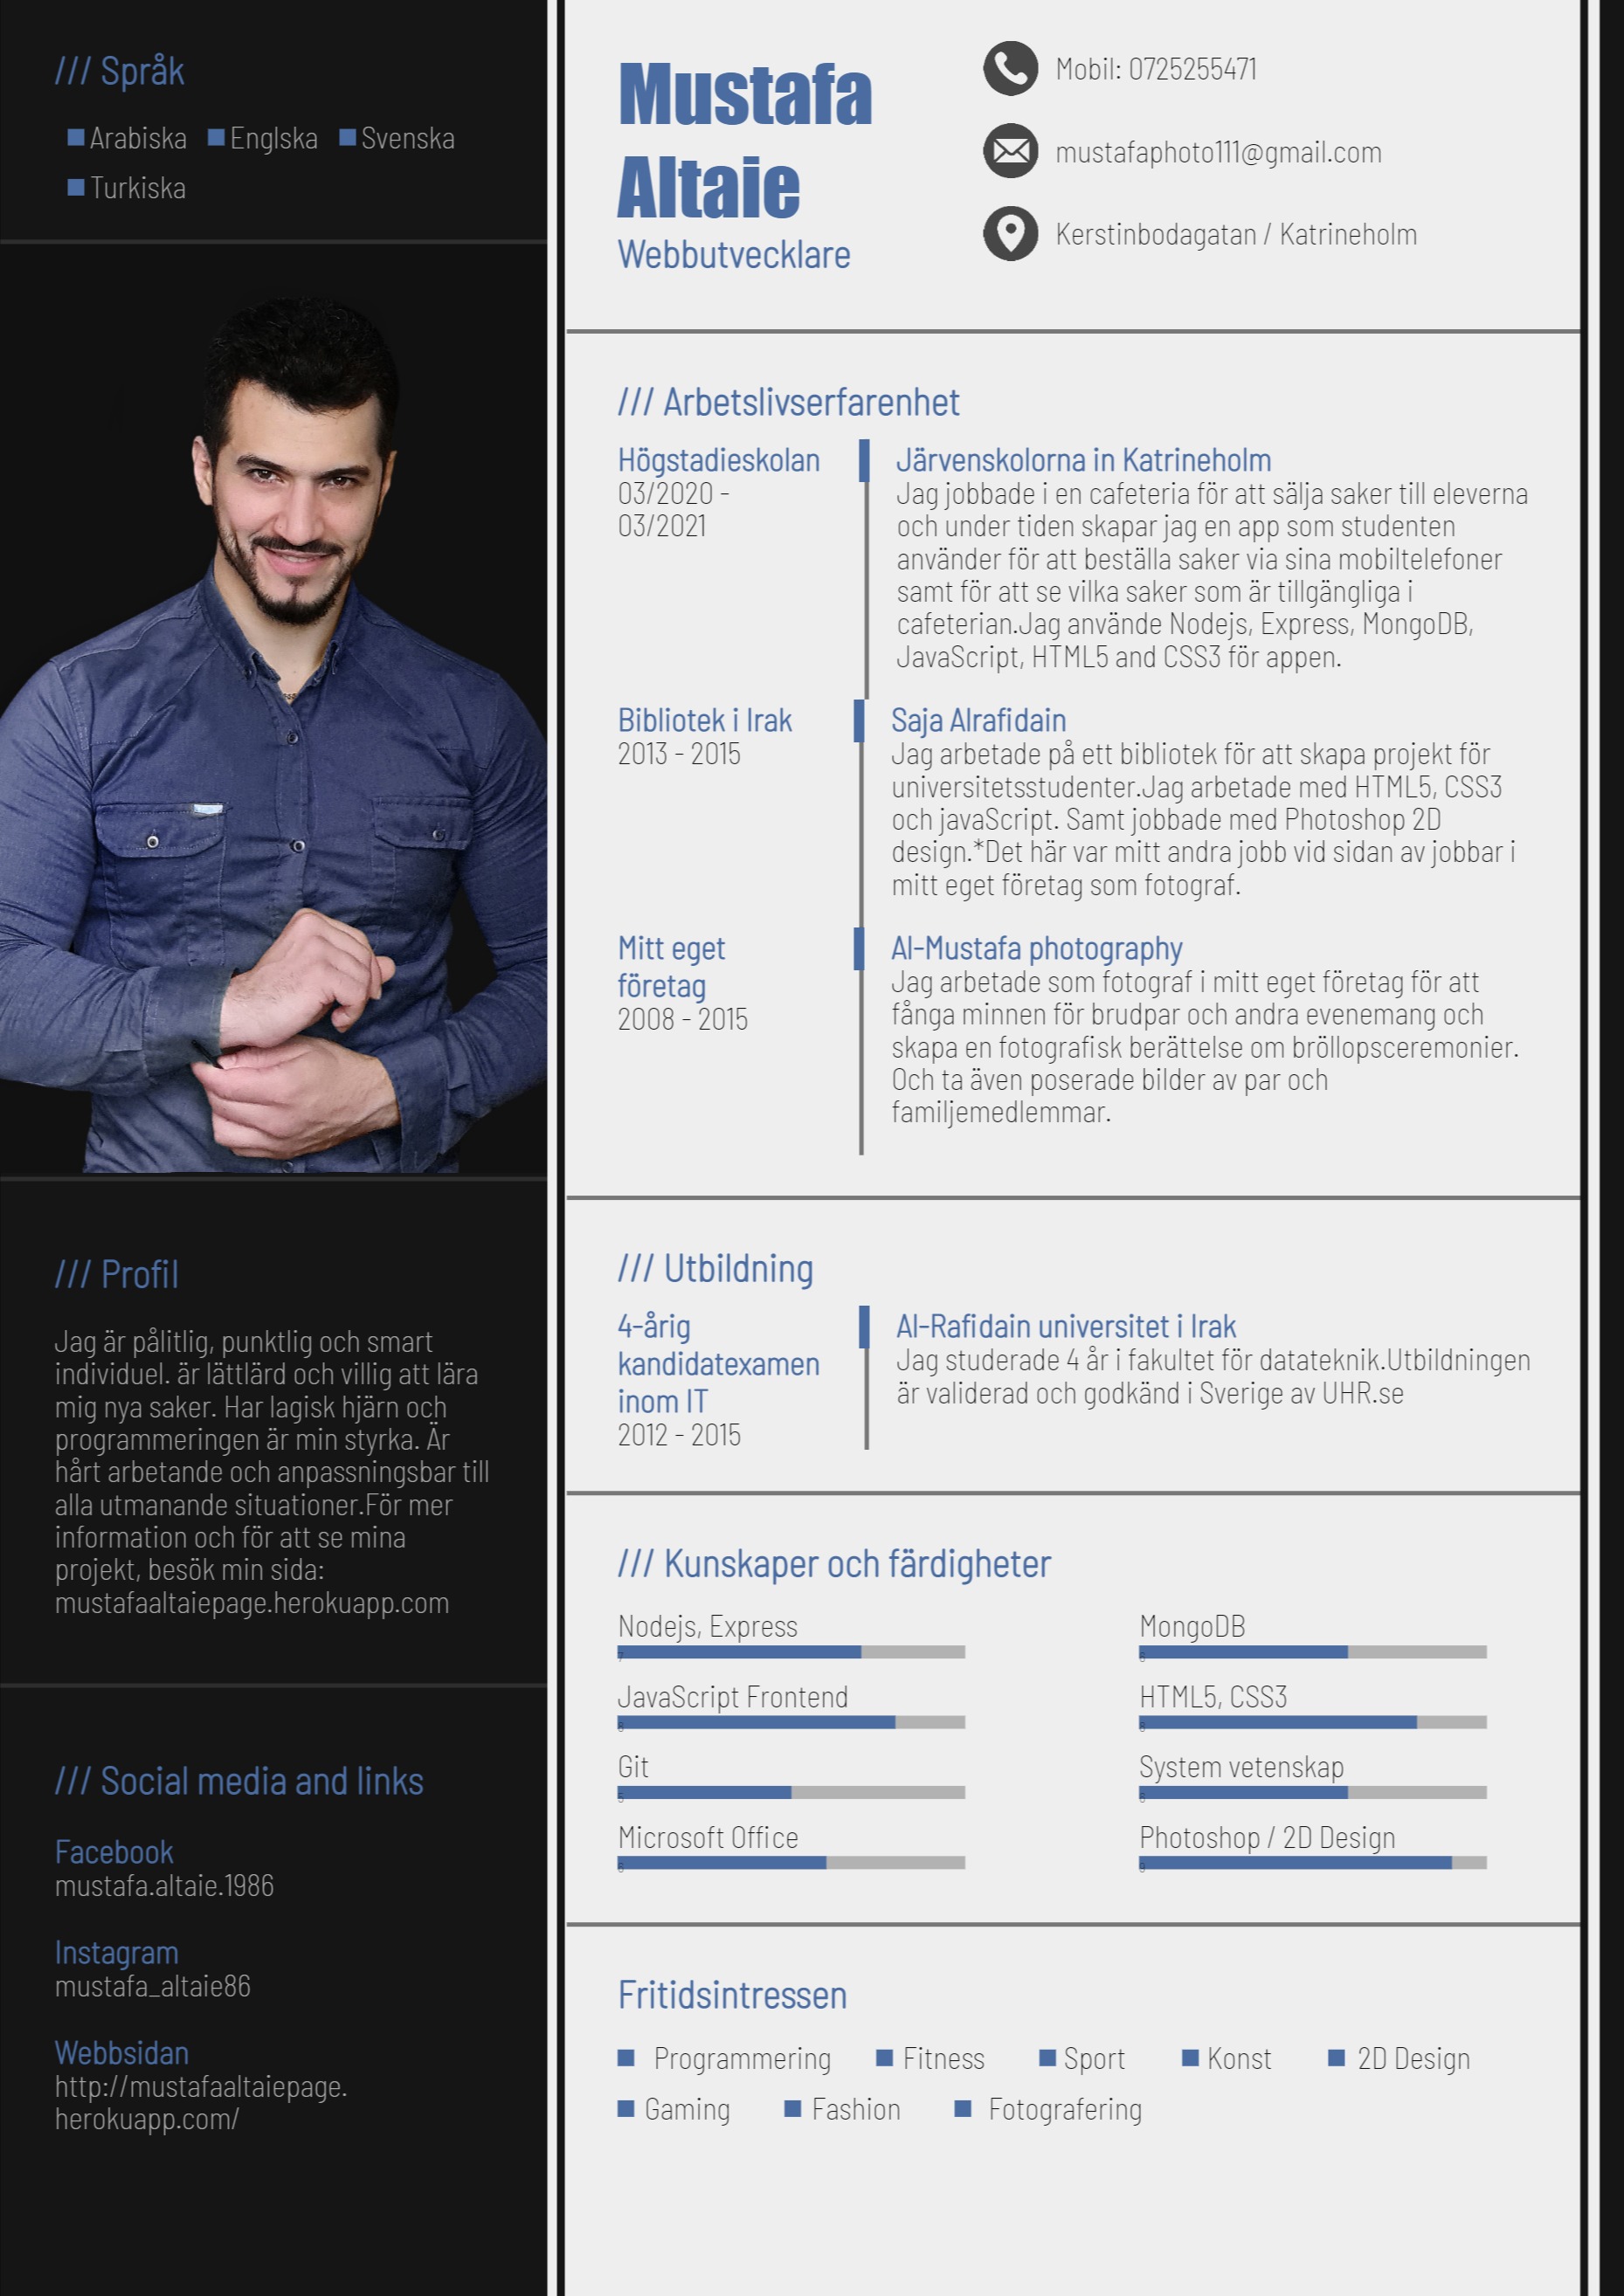 /// Språk
Arabiska Englska Svenska
Turkiska
/// Profil
Jag är pålitlig, punktlig och smart
individuel. är lättlärd och villig att lära
mig nya saker. Har lagisk hjärn och
programmeringen är min styrka. Är
hårt arbetande och anpassningsbar till
alla utmanande situationer.För mer
information och för att se mina
projekt, besök min sida:
mustafaaltaiepage.herokuapp.com
/// Social media and links
Facebook
mustafa.altaie.1986
Instagram
mustafa_altaie86
Webbsidan
http://mustafaaltaiepage.
herokuapp.com/
Mustafa
Altaie
Webbutvecklare
Mobil: 0725255471
mustafaphoto111@gmail.com
Kerstinbodagatan / Katrineholm
/// Arbetslivserfarenhet
Högstadieskolan
03/2020 -
03/2021
Järvenskolorna in Katrineholm
Jag jobbade i en cafeteria för att sälja saker till eleverna
och under tiden skapar jag en app som studenten
använder för att beställa saker via sina mobiltelefoner
samt för att se vilka saker som är tillgängliga i
cafeterian.Jag använde Nodejs, Express, MongoDB,
JavaScript, HTML5 and CSS3 för appen.
Bibliotek i Irak
2013 - 2015
Saja Alrafidain
Jag arbetade på ett bibliotek för att skapa projekt för
universitetsstudenter.Jag arbetade med HTML5, CSS3
och javaScript. Samt jobbade med Photoshop 2D
design.*Det här var mitt andra jobb vid sidan av jobbar i
mitt eget företag som fotograf.
Mitt eget
företag
2008 - 2015
Al-Mustafa photography
Jag arbetade som fotograf i mitt eget företag för att
fånga minnen för brudpar och andra evenemang och
skapa en fotografisk berättelse om bröllopsceremonier.
Och ta även poserade bilder av par och
familjemedlemmar.
/// Utbildning
4-årig
kandidatexamen
inom IT
2012 - 2015
Al-Rafidain universitet i Irak
Jag studerade 4 år i fakultet för datateknik.Utbildningen
är validerad och godkänd i Sverige av UHR.se
/// Kunskaper och färdigheter
Nodejs, Express MongoDB
7 6
JavaScript Frontend HTML5, CSS3
8 8
Git System vetenskap
5 6
Microsoft Office Photoshop / 2D Design
6 9
Fritidsintressen
Programmering Fitness Sport Konst 2D Design
Gaming Fashion Fotografering